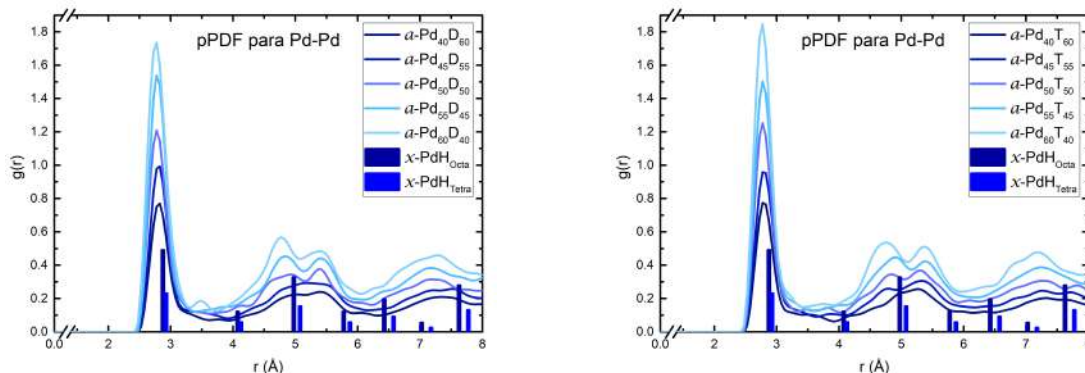 pPDF para Pd-Pd
a-Pd40D60
a-Pd45D55
a-Pd50D50
a-Pd55D45
a-Pd60D40
x-PdHOcta
x-PdHTetra
g(r)
1.8
1.6
1.4
1.2
1.0
0.8
0.6
0.4
0.2
0.0
0.0 2 3 4 5 6 7 8
r (Å)
pPDF para Pd-Pd
a-Pd40T60
a-Pd45T55
a-Pd50T50
a-Pd55T45
a-Pd60T40
x-PdHOcta
x-PdHTetra
g(r)
1.8
1.6
1.4
1.2
1.0
0.8
0.6
0.4
0.2
0.0
0.0 2 3 4 5 6 7 8
r (Å)